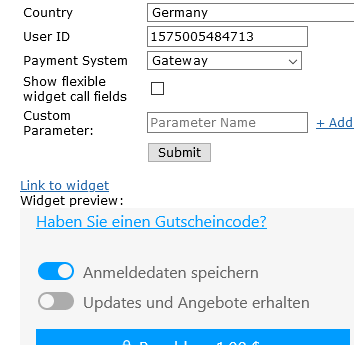 Country Germany
User ID 1575005484713
Payment System Gateway
Show flexible
widget call fields
Custom
Parameter: Parameter Name + Add
Submit
Link to widget
Widget preview:
Haben Sie einen Gutscheincode?
Anmeldedaten speichern
Updates und Angebote erhalten